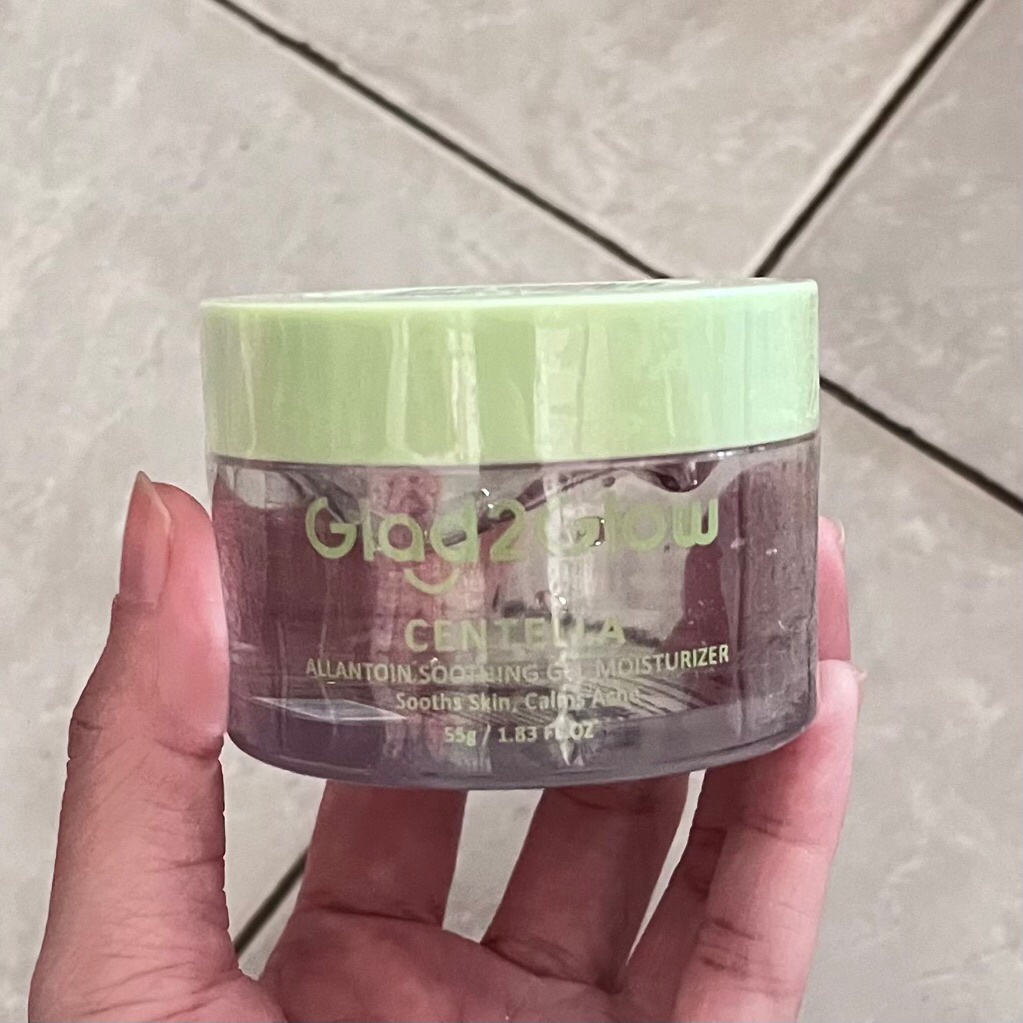 Glad2Glow
CENTELLA
ALLANTOIN SOOTHING GEL MOISTURIZER
Sooths Skin, Calms Acne
55g / 1.83 FL.OZ